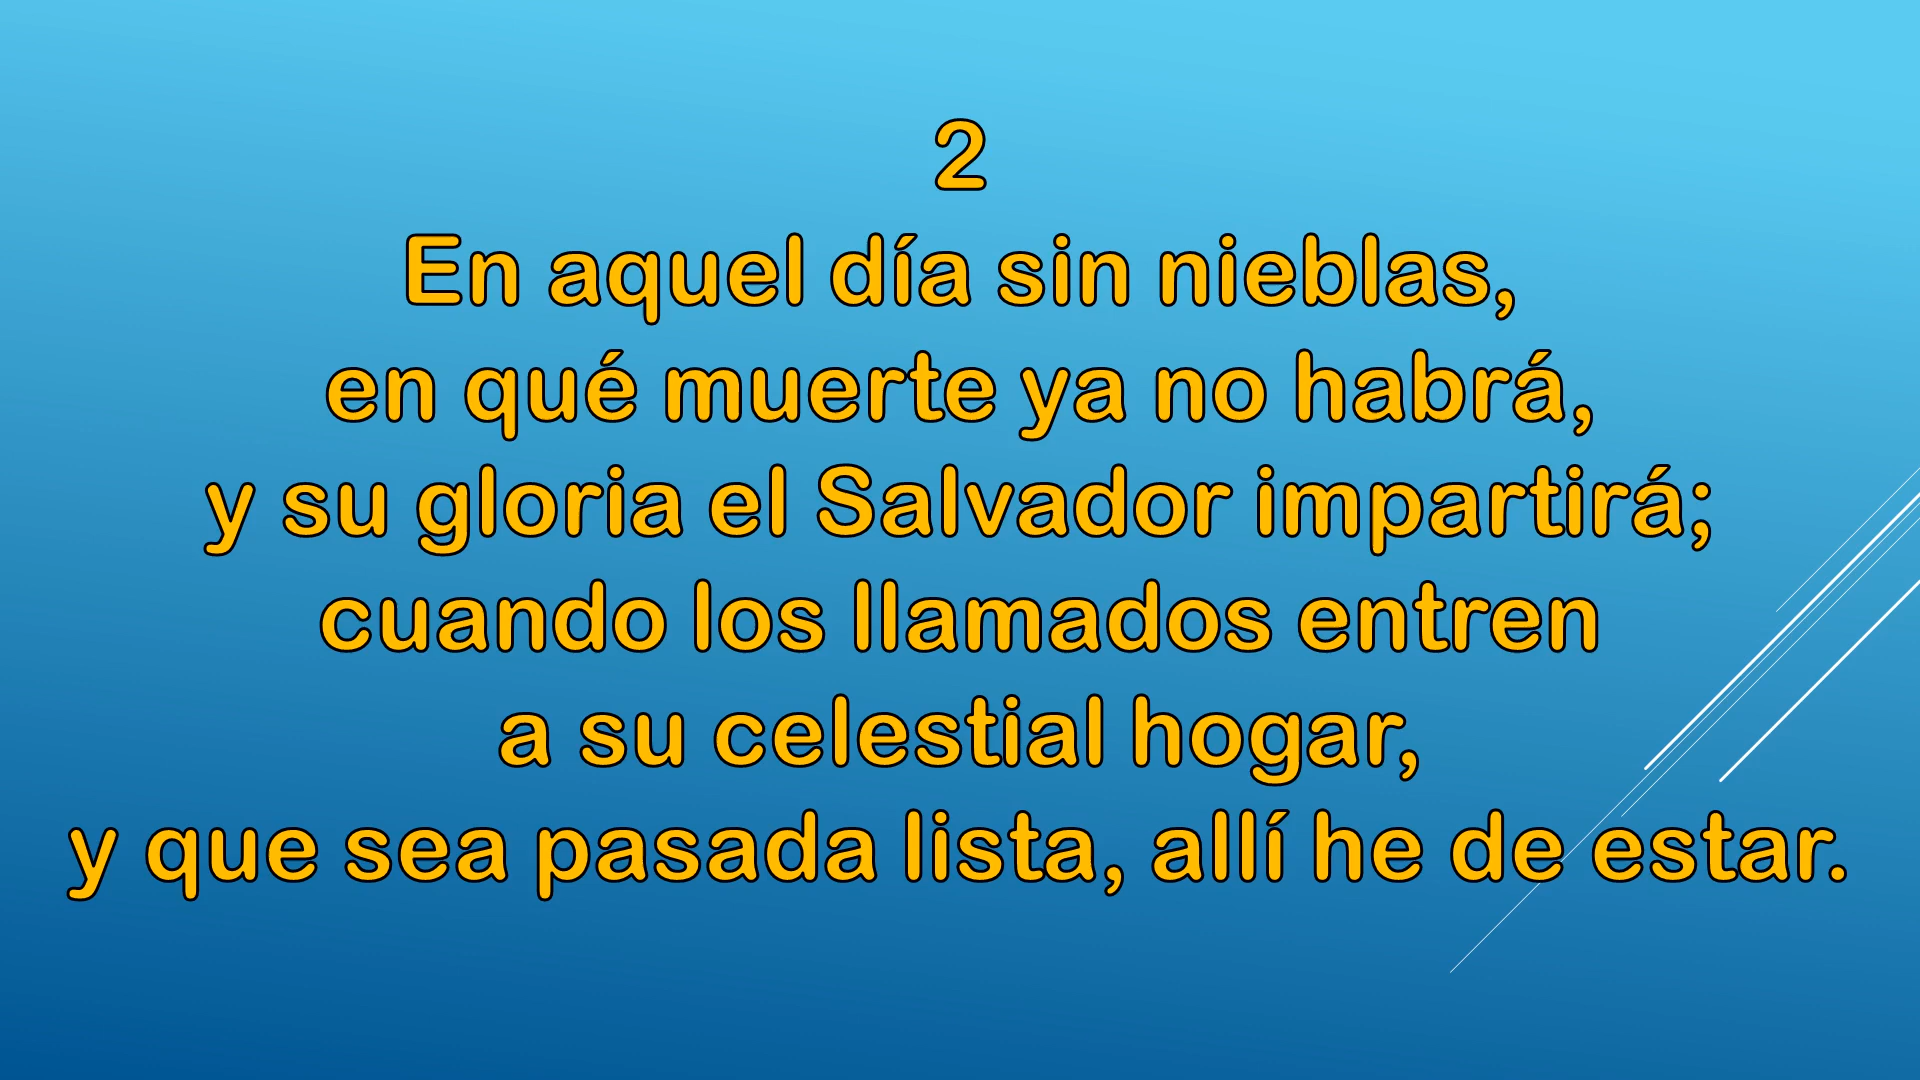 2
En aquel día sin nieblas,
en qué muerte ya no habrá,
y su gloria el Salvador impartirá;
cuando los llamados entren
a su celestial hogar,
y que sea pasada lista, allí he de estar.